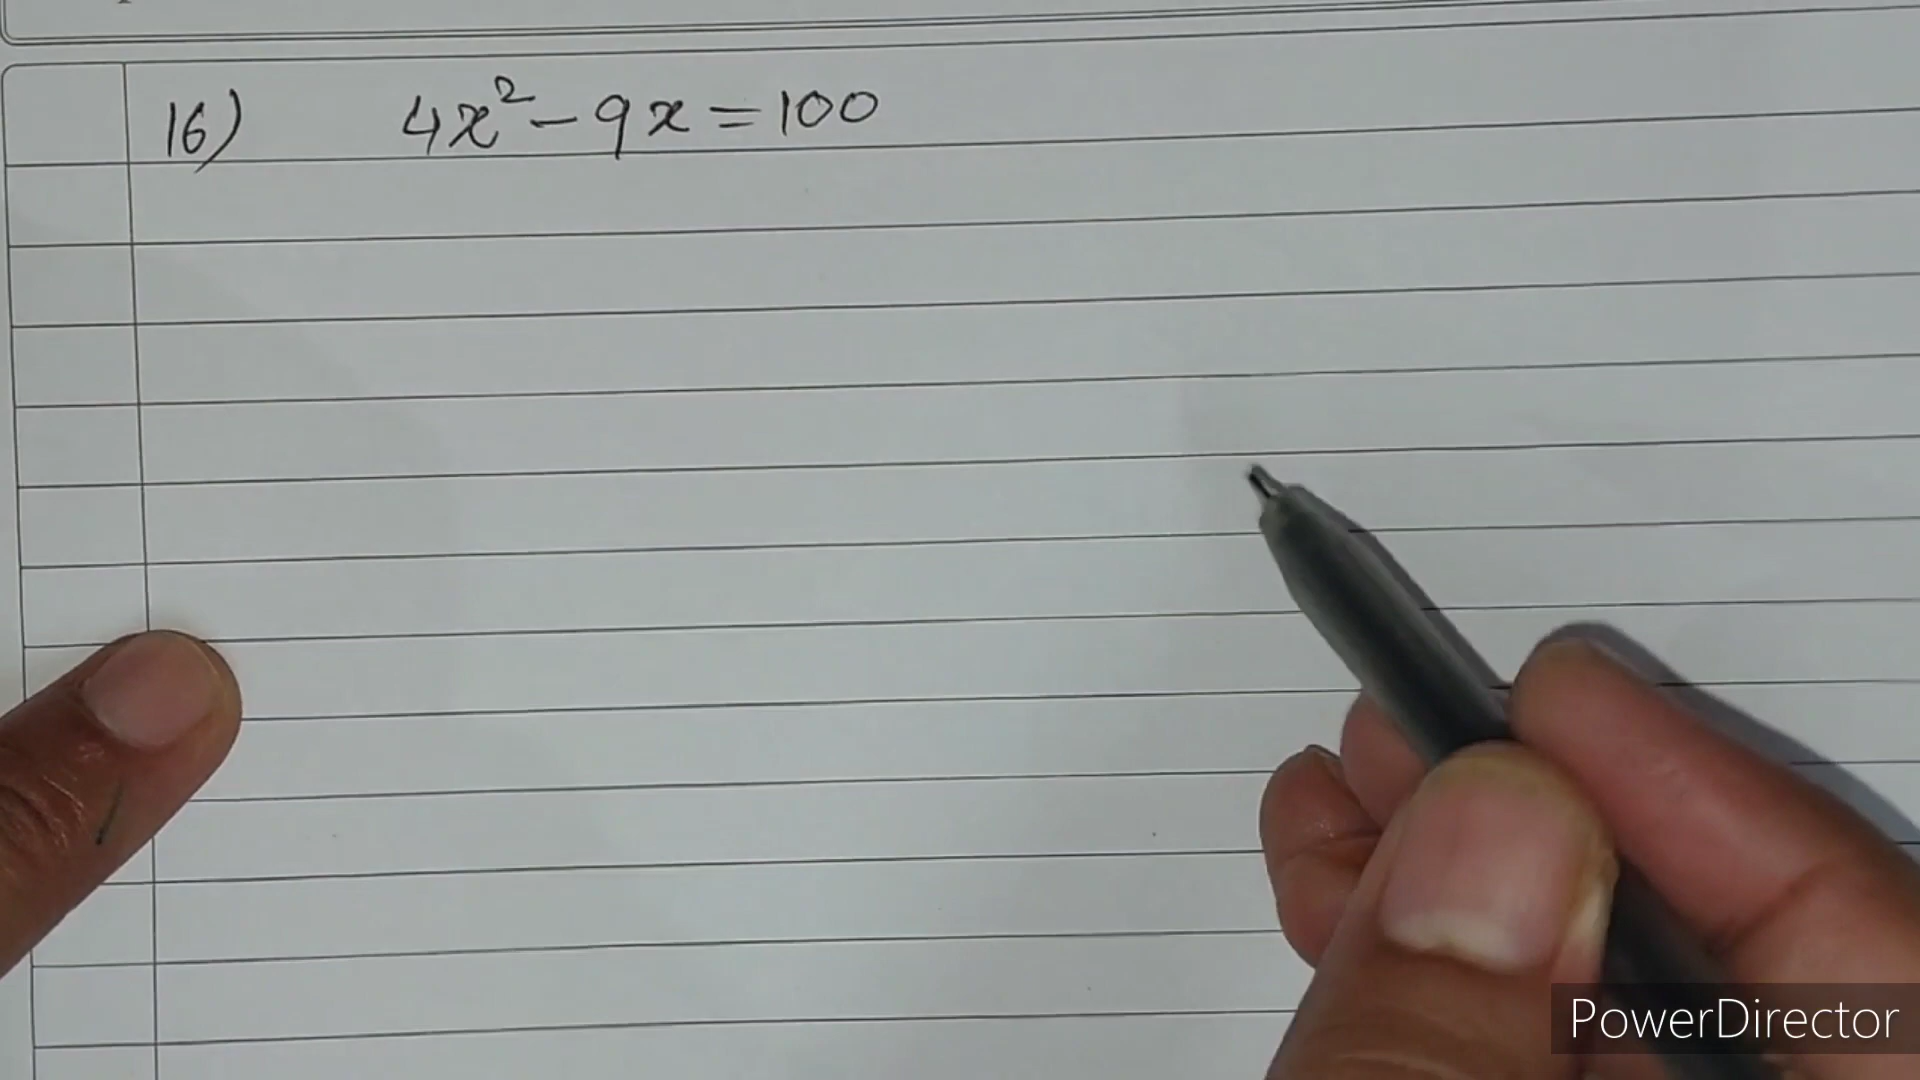 16) 4x² - 9x = 100
PowerDirector